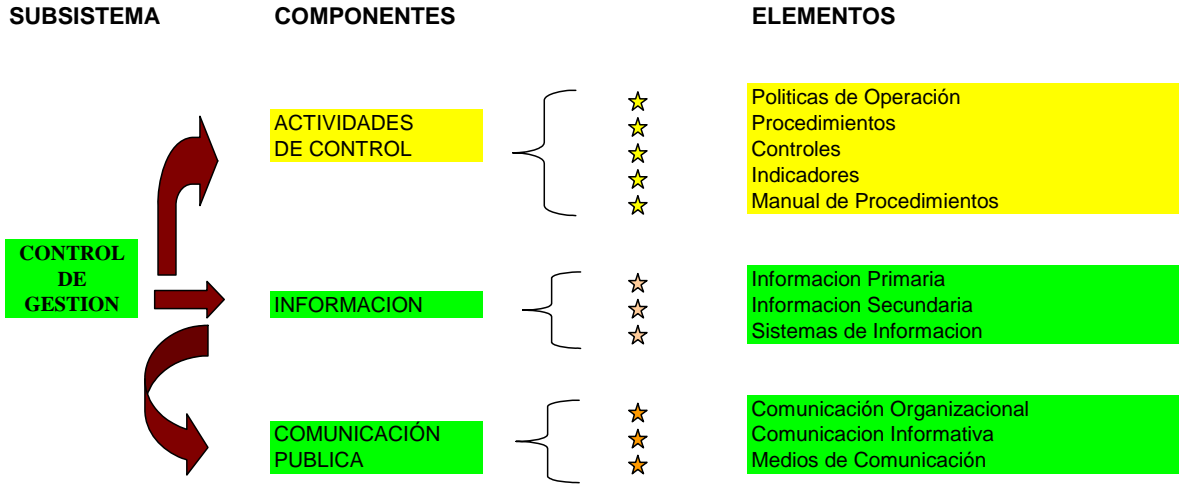 SUBSISTEMA COMPONENTES ELEMENTOS
ACTIVIDADES
DE CONTROL
Politicas de Operación
Procedimientos
Controles
Indicadores
Manual de Procedimientos
CONTROL
DE
GESTION
INFORMACION
Informacion Primaria
Informacion Secundaria
Sistemas de Informacion
COMUNICACIÓN
PUBLICA
Comunicación Organizacional
Comunicacion Informativa
Medios de Comunicación